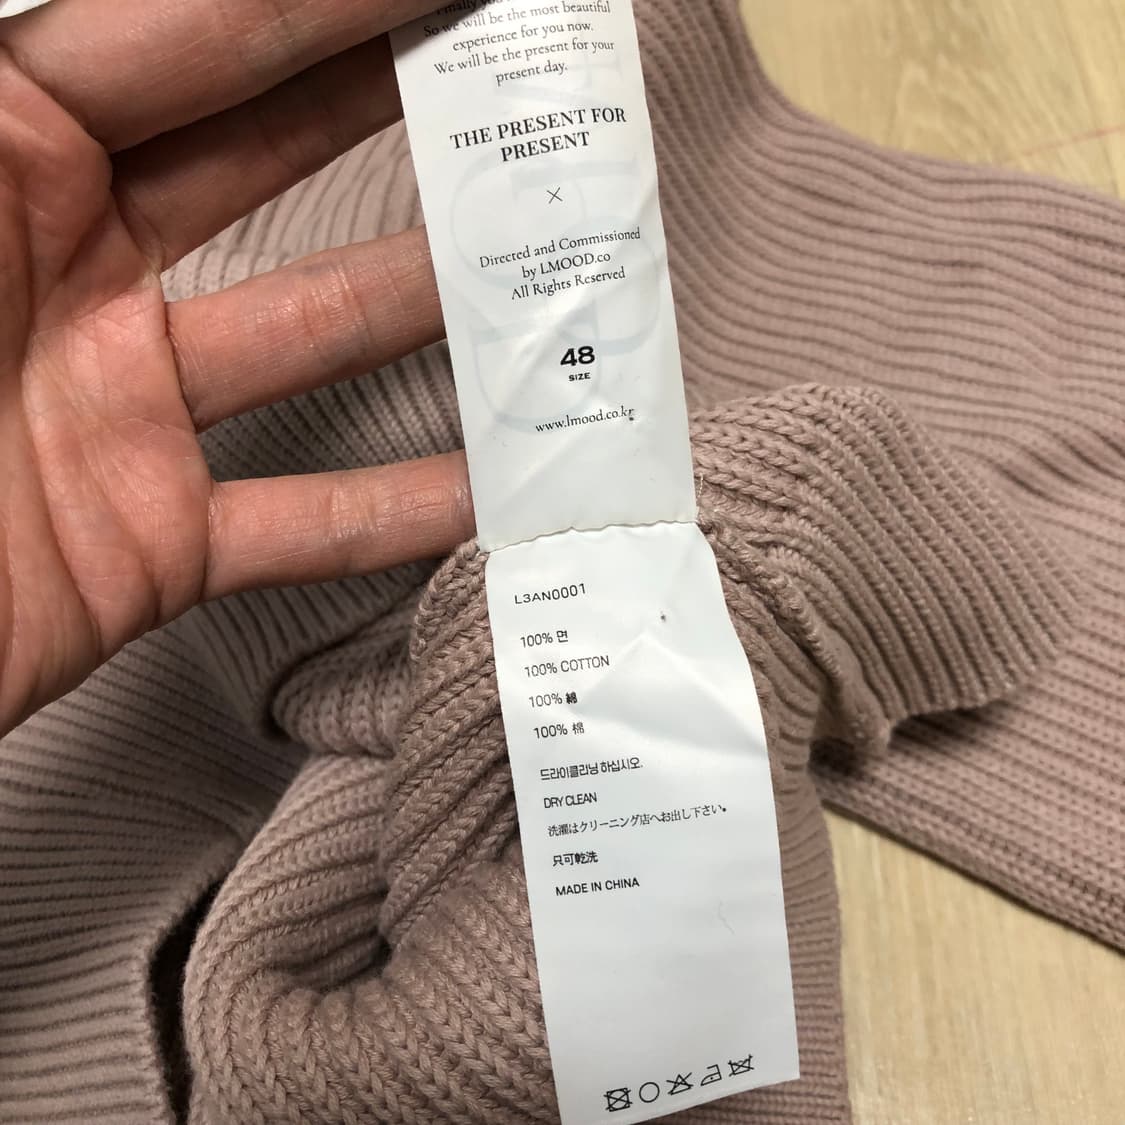 So we will be the most beautiful
experience for you now.
We will be the present for your
present day.
THE PRESENT FOR
PRESENT
Directed and Commissioned
by LMOOD.co
All Rights Reserved
48
SIZE
www.lmood.co.kr
L3AN0001
100% 면
100% COTTON
100% 綿
100% 棉
드라이클리닝 하십시오.
DRY CLEAN
洗濯はクリーニング店へお出し下さい。
只可乾洗
MADE IN CHINA